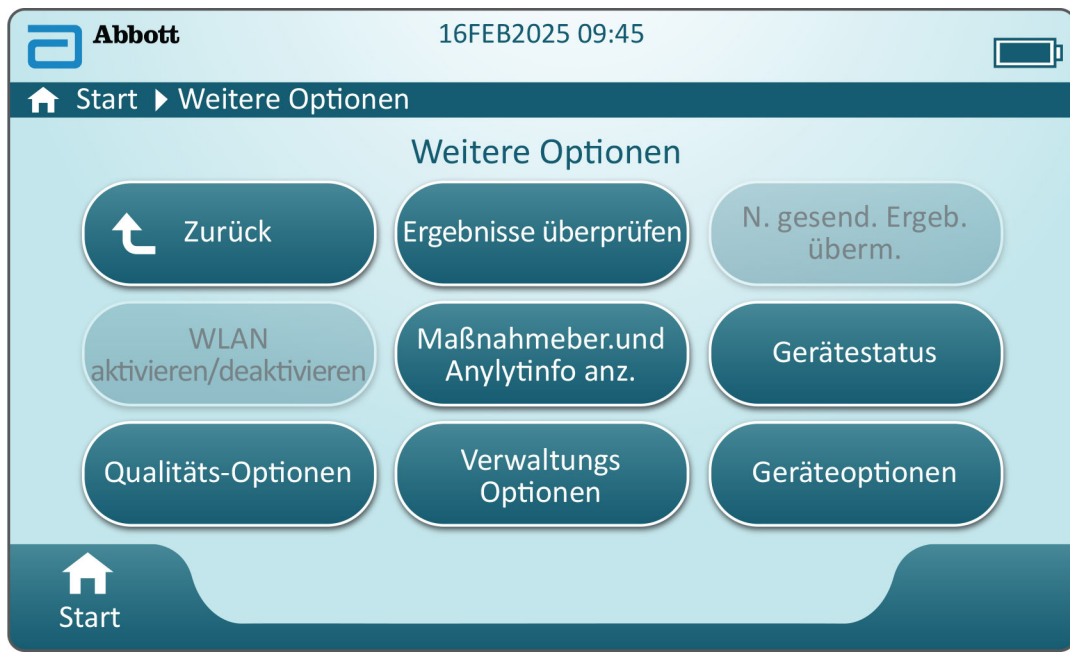 Abbott
16FEB2025 09:45
Start ▶ Weitere Optionen
Weitere Optionen
Zurück
Ergebnisse überprüfen
N. gesend. Ergeb.
überm.
WLAN
aktivieren/deaktivieren
Maßnahmeber.und
Anylytinfo anz.
Gerätestatus
Qualitäts-Optionen
Verwaltungs
Optionen
Geräteoptionen
Start